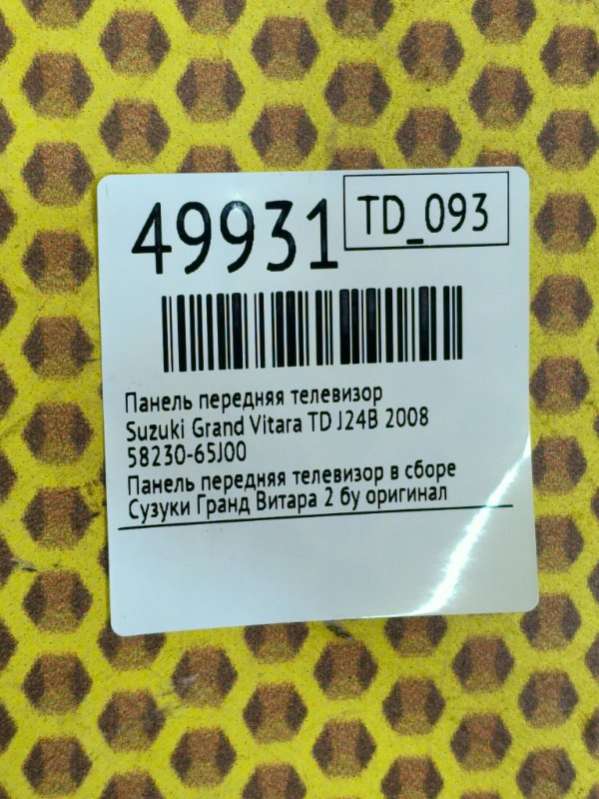 49931
TD_093
Панель передняя телевизор
Suzuki Grand Vitara TD J24B 2008
58230-65J00
Панель передняя телевизор в сборе
Сузуки Гранд Витара 2 бу оригинал